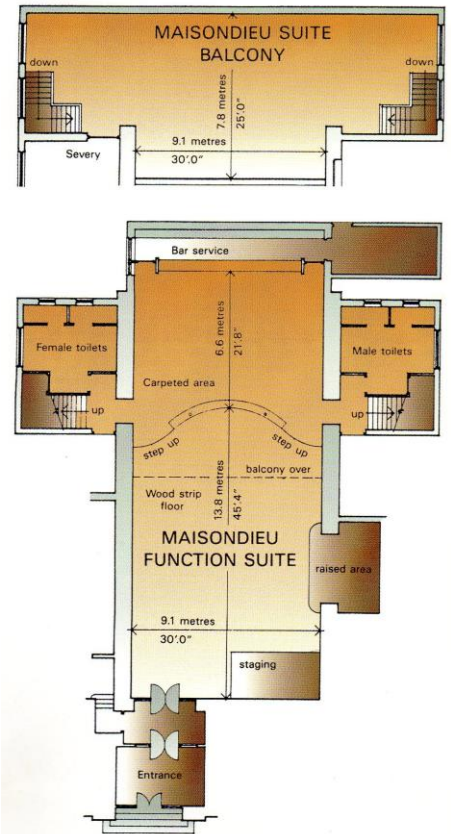 MAISONDIEU SUITE
BALCONY
down
down
7.8 metres
25'.0"
Severy
9.1 metres
30'.0"
Bar service
Female toilets
Male toilets
6.6 metres
21'.8"
Carpeted area
up
up
step up
step up
balcony over
Wood strip
floor
13.8 metres
45'.4"
MAISONDIEU
FUNCTION SUITE
raised area
9.1 metres
30'.0"
staging
Entrance